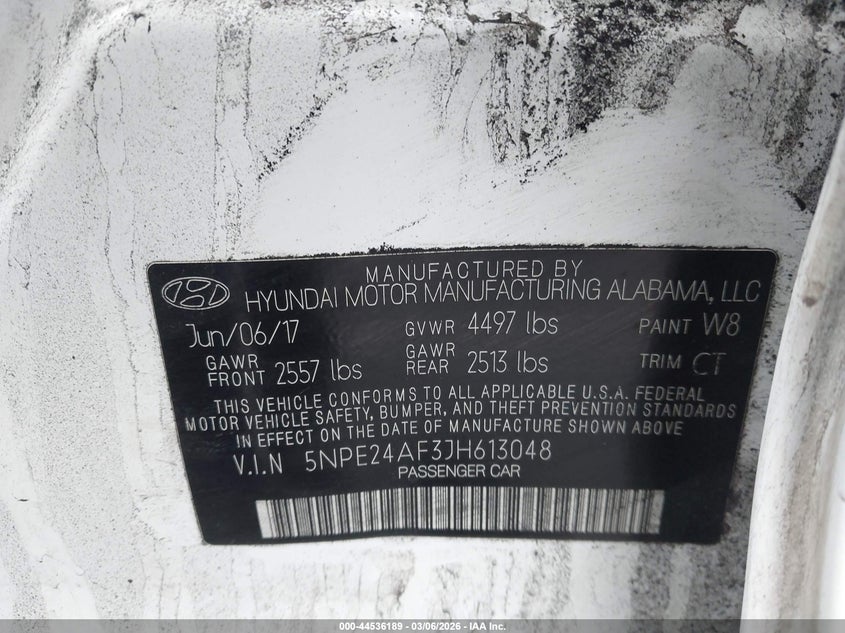 MANUFACTURED BY
HYUNDAI MOTOR MANUFACTURING ALABAMA, LLC
Jun/06/17 GVWR 4497 lbs PAINT W8
GAWR FRONT 2557 lbs GAWR REAR 2513 lbs TRIM CT
THIS VEHICLE CONFORMS TO ALL APPLICABLE U.S.A. FEDERAL
MOTOR VEHICLE SAFETY, BUMPER, AND THEFT PREVENTION STANDARDS
IN EFFECT ON THE DATE OF MANUFACTURE SHOWN ABOVE
V.I.N 5NPE24AF3JH613048
PASSENGER CAR
000-44536189 — 03/06/2026 — IAA Inc.